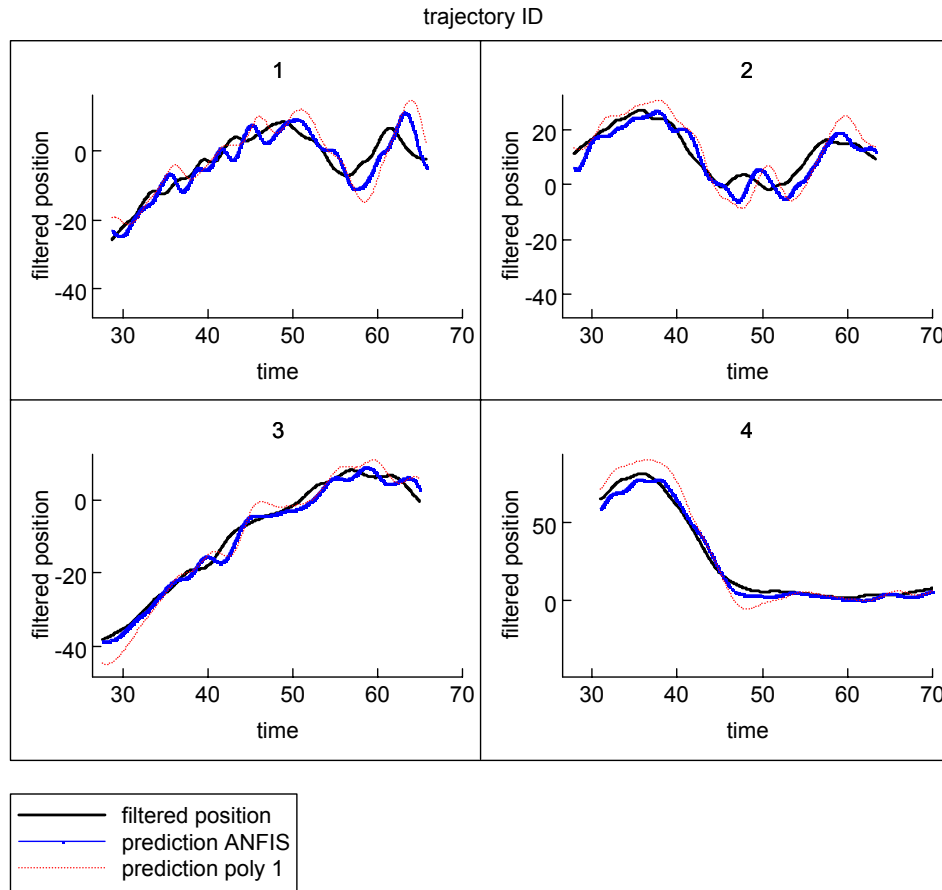 trajectory ID
1
filtered position
0
-20
-40
30 40 50 60 70
time
2
filtered position
20
0
-20
-40
30 40 50 60 70
time
3
filtered position
0
-20
-40
30 40 50 60 70
time
4
filtered position
50
0
30 40 50 60 70
time
filtered position
prediction ANFIS
prediction poly 1